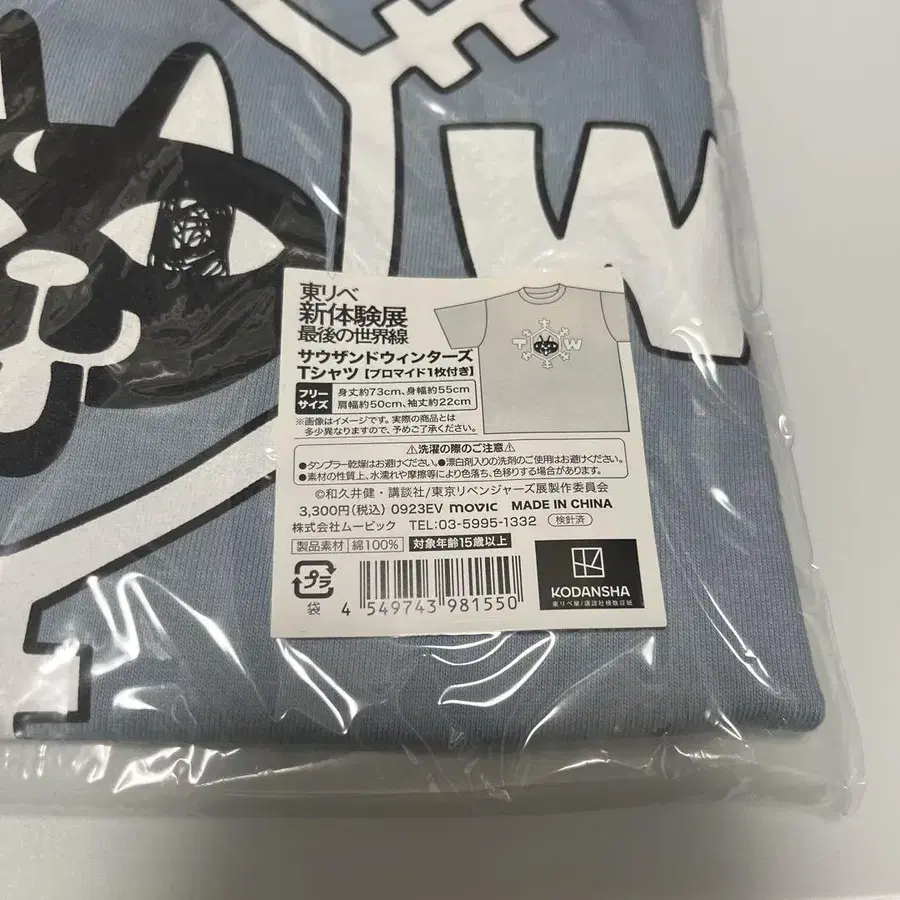 W
東リベ
新体験展
最後の世界線
サウザンドウィンターズ
Tシャツ【ブロマイド1枚付き】
フリーサイズ
身丈約73cm、身幅約55cm
肩幅約50cm、袖丈約22cm
※画像はイメージです。実際の商品とは
多少異なりますので、予めご了承ください。
T W
⚠洗濯の際のご注意⚠
●タンブラー乾燥はお避けください。●漂白剤入りの洗剤のご使用はお避けください。
●素材の性質上、水濡れや摩擦等により色落ち、色移りする場合があります。
©和久井健・講談社/東京リベンジャーズ展製作委員会
3,300円(税込) 0923EV movic MADE IN CHINA
株式会社ムービック TEL:03-5995-1332 検針済
製品素材 綿100% 対象年齢15歳以上
プラ
袋
4 549743 981550
KODANSHA
東リベ展/講談社検取証紙